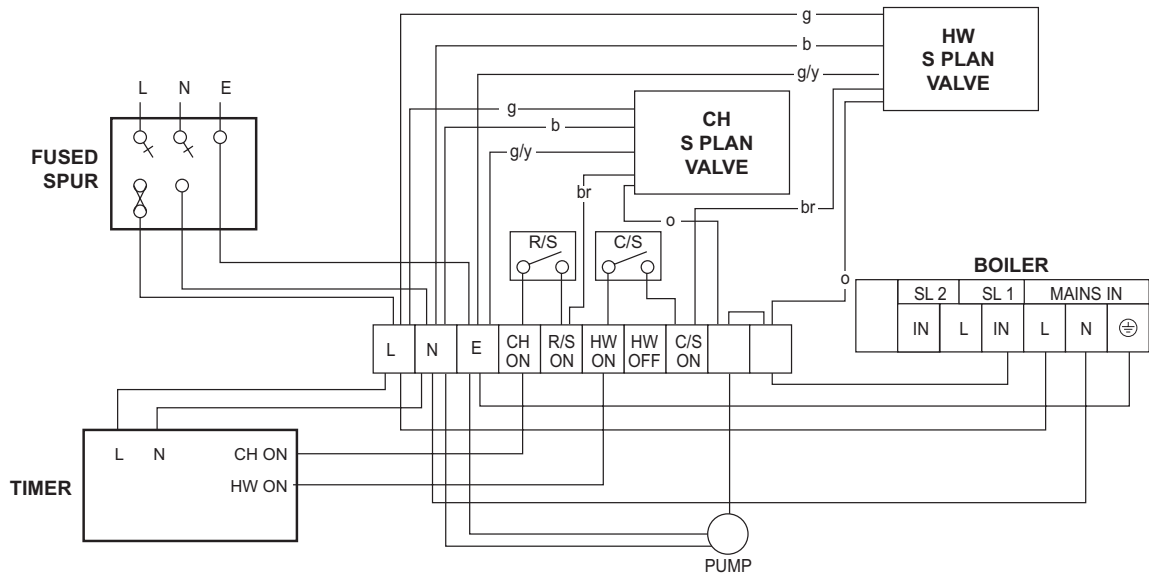 g
HW
S PLAN
VALVE
b
g/y
L N E
g
CH
S PLAN
VALVE
b
FUSED
SPUR
g/y
br
br
o
R/S
C/S
o
BOILER
SL 2 SL 1 MAINS IN
IN L IN L N
L N E CH ON R/S ON HW ON HW OFF C/S ON
L N CH ON
HW ON
TIMER
PUMP